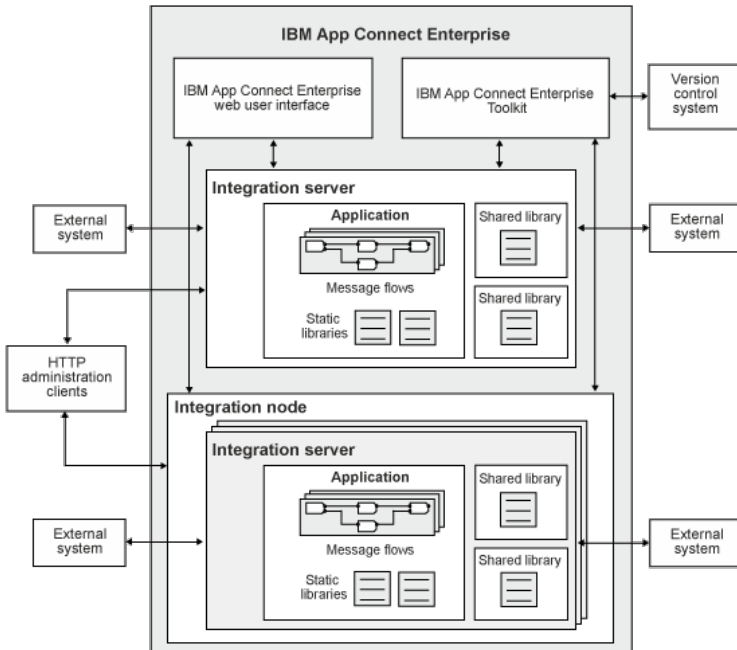 IBM App Connect Enterprise
IBM App Connect Enterprise
web user interface
IBM App Connect Enterprise
Toolkit
Version
control
system
Integration server
Application
Message flows
Static
libraries
Shared library
Shared library
External
system
External
system
HTTP
administration
clients
Integration node
Integration server
Application
Message flows
Static
libraries
Shared library
Shared library
External
system
External
system